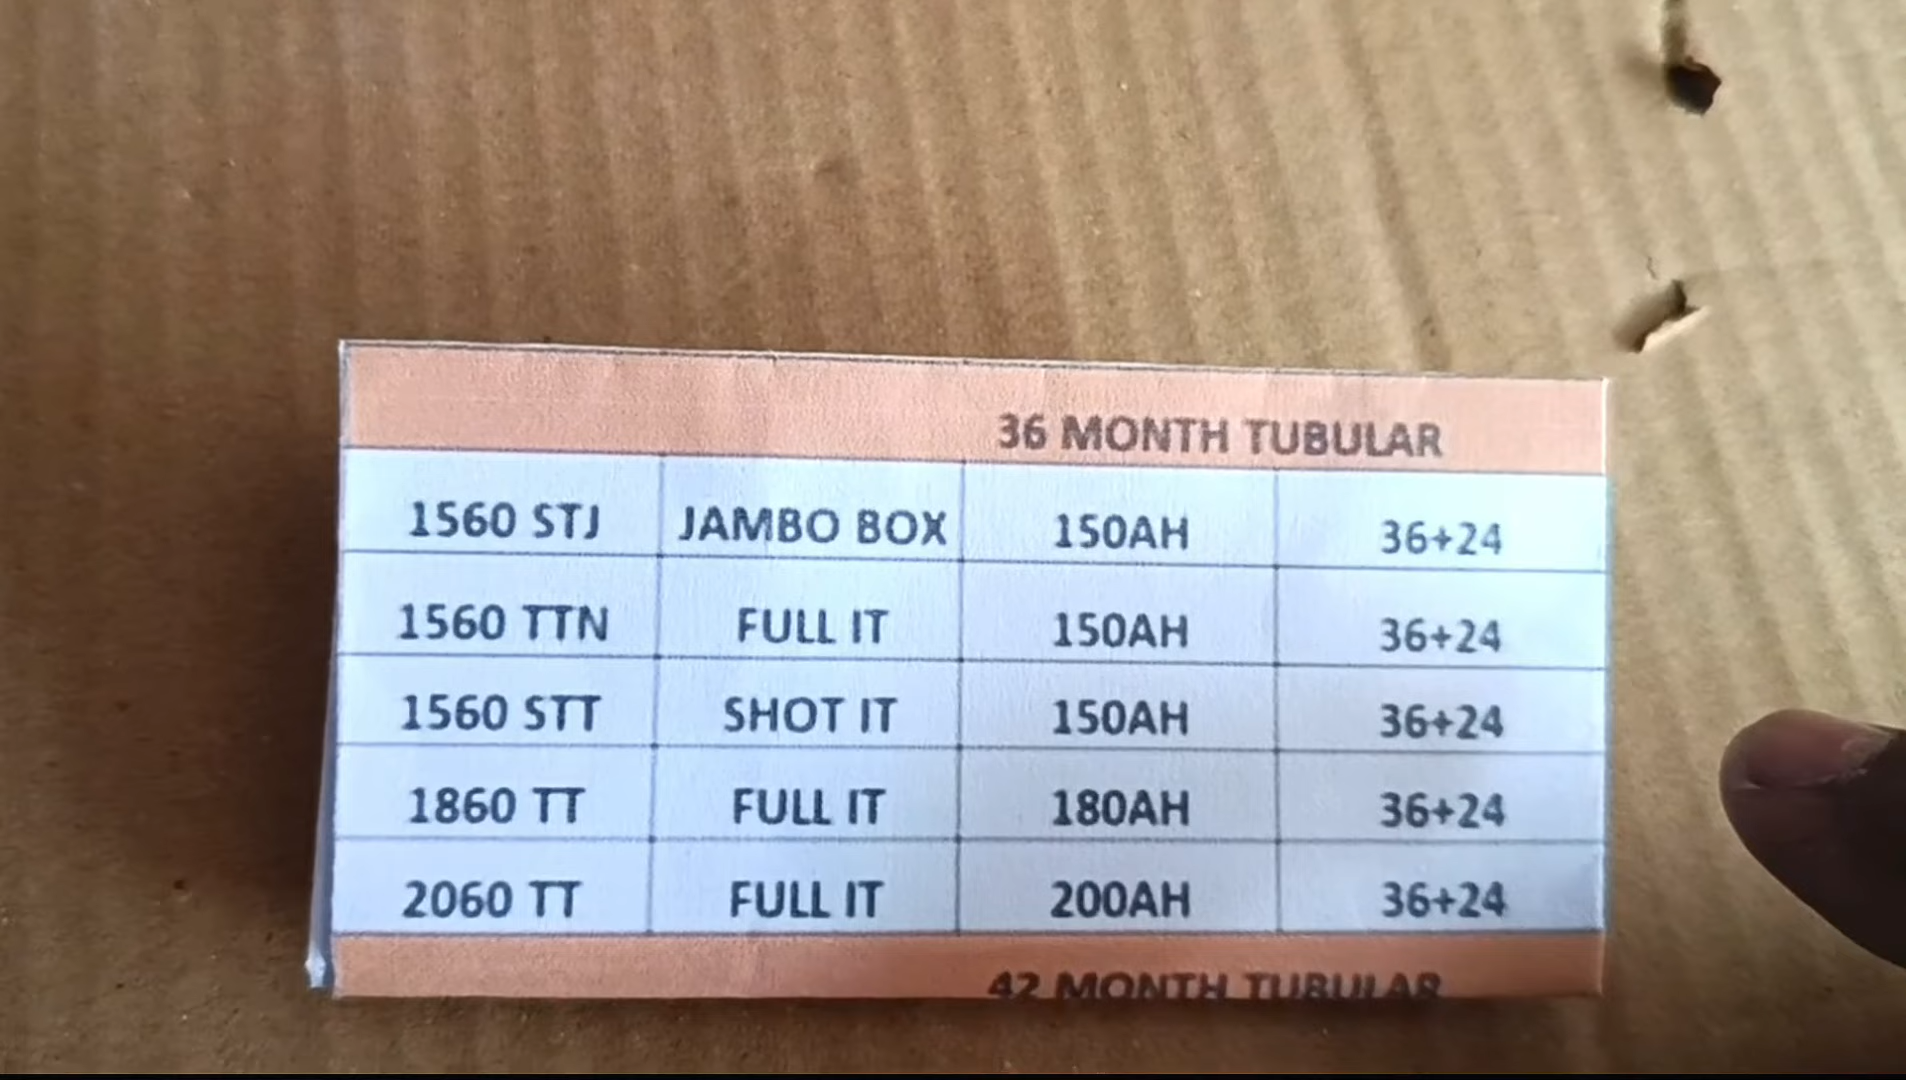 36 MONTH TUBULAR
1560 STJ JAMBO BOX 150AH 36+24
1560 TTN FULL IT 150AH 36+24
1560 STT SHOT IT 150AH 36+24
1860 TT FULL IT 180AH 36+24
2060 TT FULL IT 200AH 36+24
42 MONTH TUBULAR